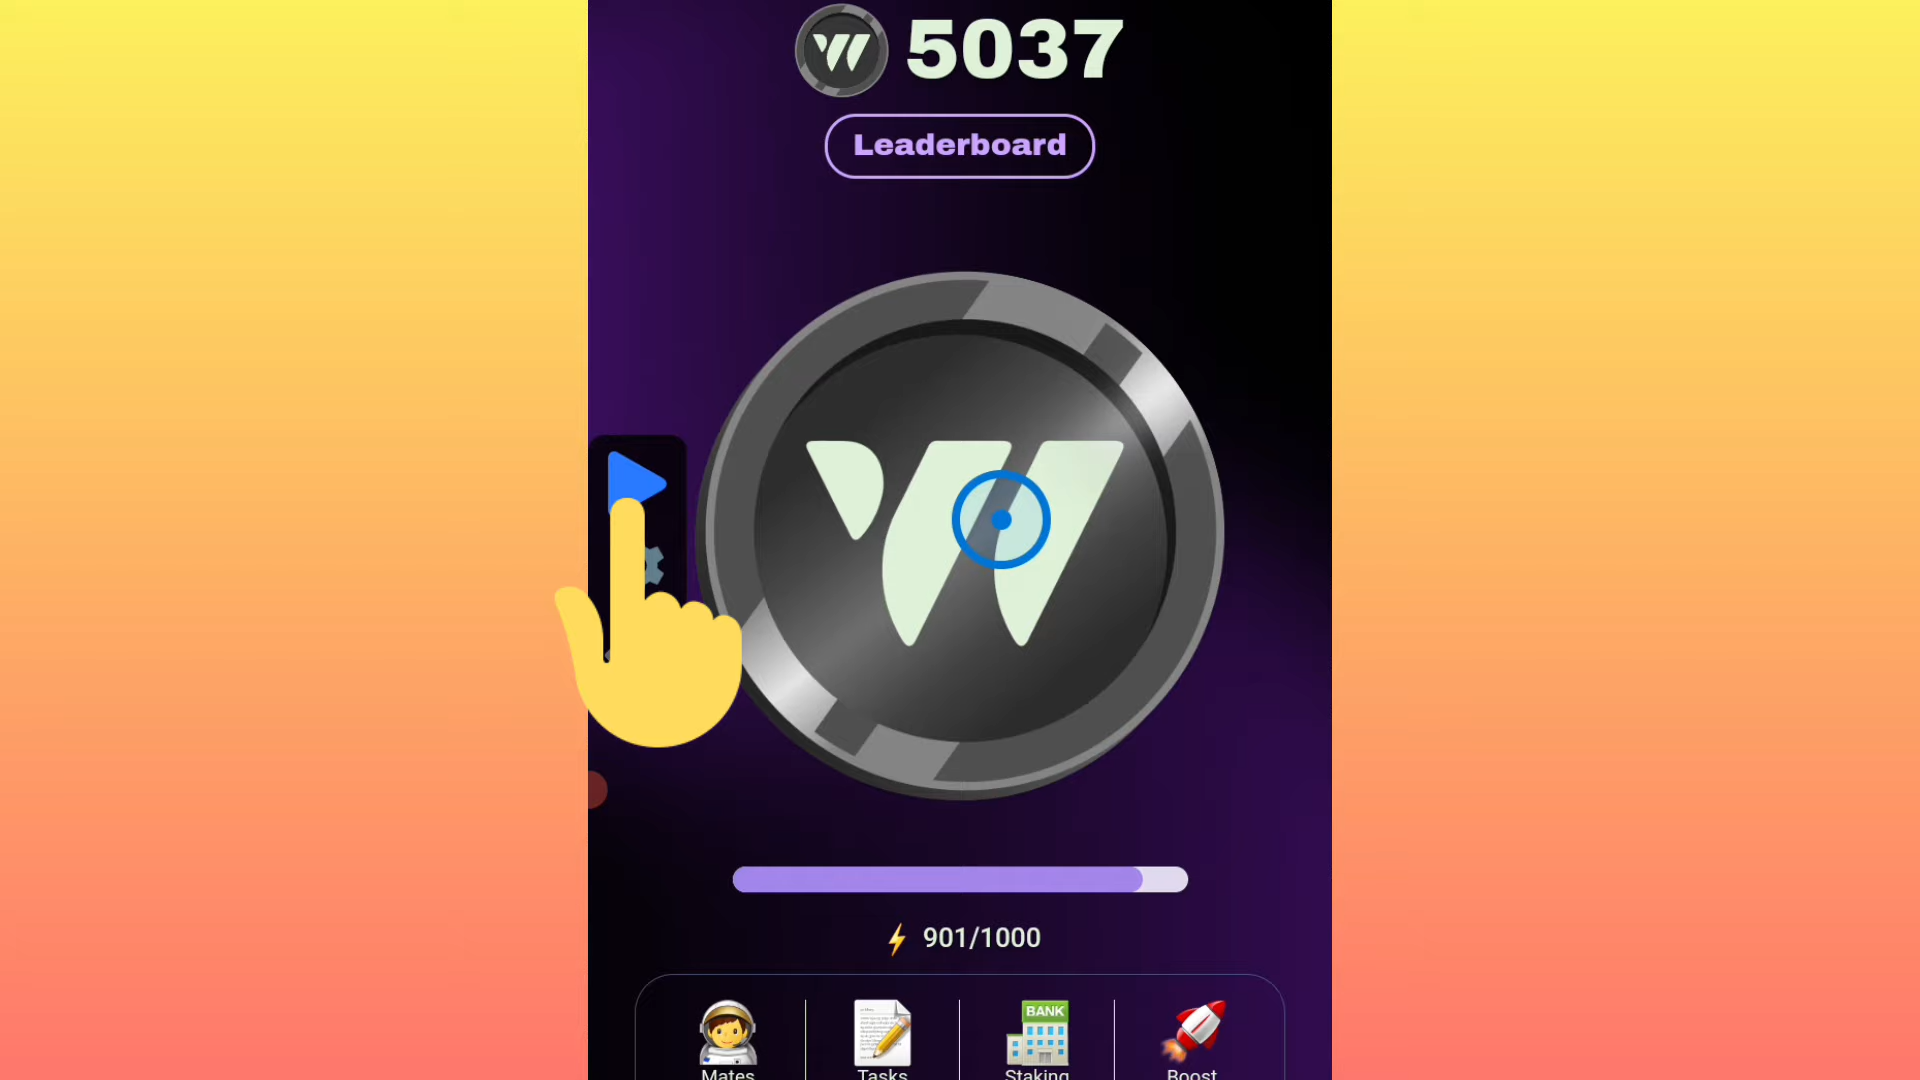 5037
Leaderboard
901/1000
BANK
Mates
Tasks
Staking
Boost